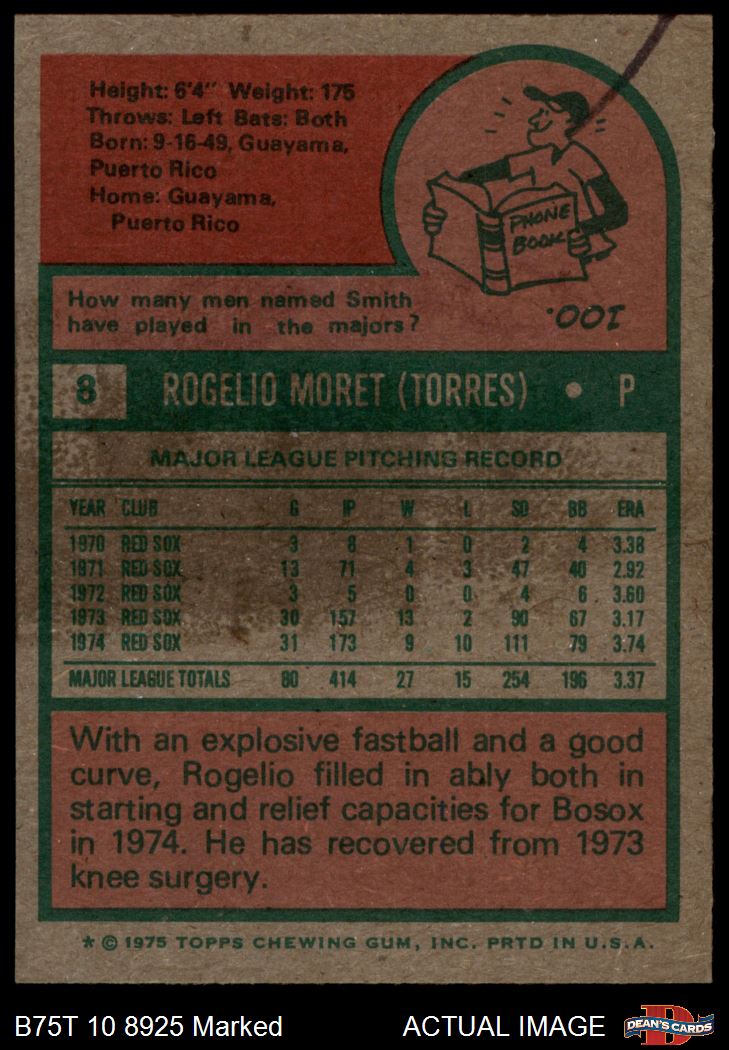 Height: 6'4" Weight: 175
Throws: Left Bats: Both
Born: 9-16-49, Guayama,
Puerto Rico
Home: Guayama,
Puerto Rico
PHONE
BOOK
How many men named Smith
have played in the majors?
100.
8 ROGELIO MORET (TORRES) • P
MAJOR LEAGUE PITCHING RECORD
YEAR CLUB G IP W L SO BB ERA
1970 RED SOX 3 8 1 0 2 4 3.38
1971 RED SOX 13 71 4 3 47 40 2.92
1972 RED SOX 3 5 0 0 4 6 3.60
1973 RED SOX 30 157 13 2 90 67 3.17
1974 RED SOX 31 173 9 10 111 79 3.74
MAJOR LEAGUE TOTALS 80 414 27 15 254 196 3.37
With an explosive fastball and a good
curve, Rogelio filled in ably both in
starting and relief capacities for Bosox
in 1974. He has recovered from 1973
knee surgery.
* © 1975 TOPPS CHEWING GUM, INC. PRTD IN U.S.A.
B75T 10 8925 Marked ACTUAL IMAGE
DEAN'S CARDS